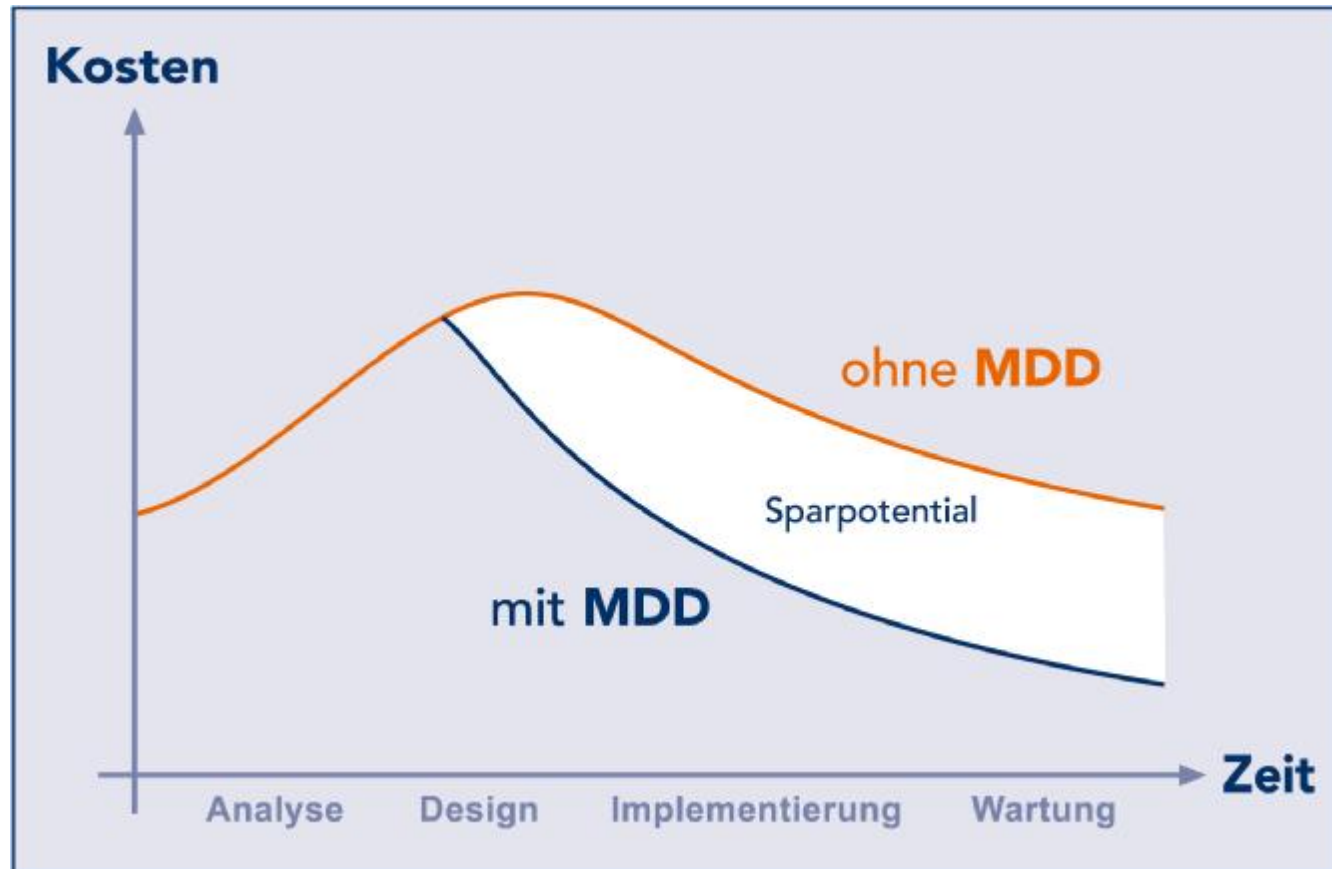 Kosten
ohne MDD
Sparpotential
mit MDD
Zeit
Analyse Design Implementierung Wartung